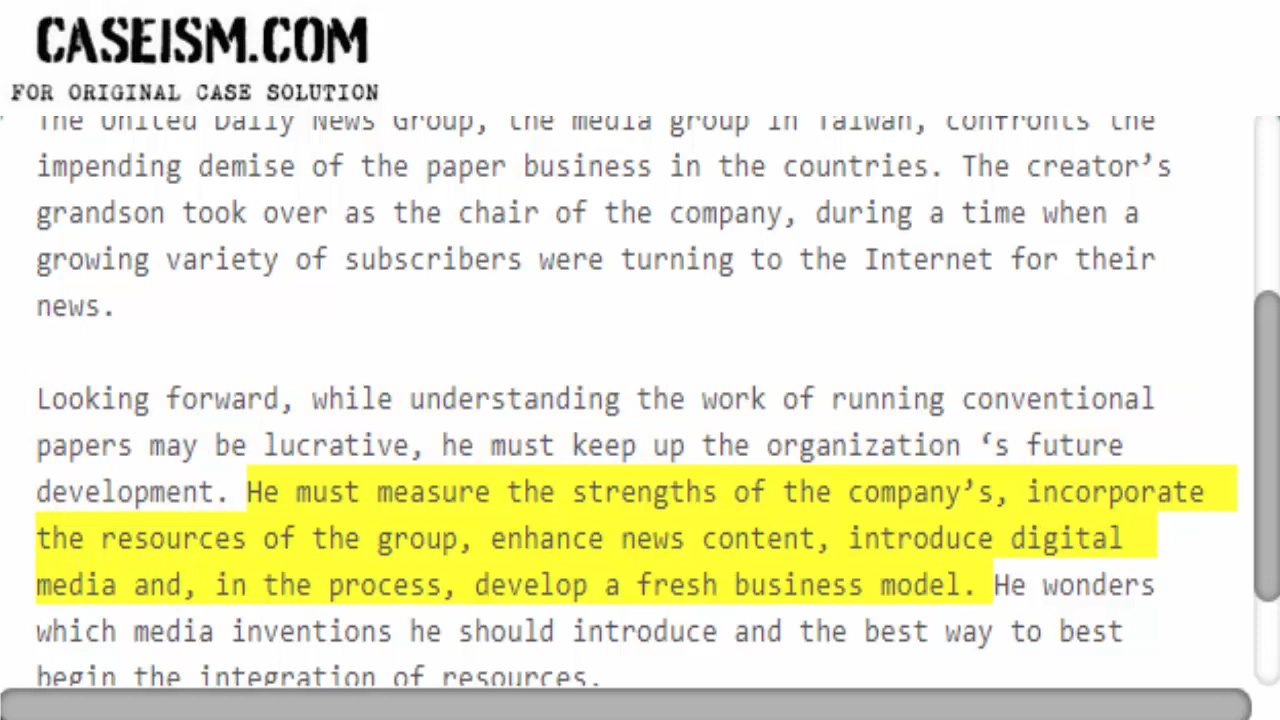 CASEISM.COM
FOR ORIGINAL CASE SOLUTION
The United Daily News Group, the media group in Taiwan, confronts the
impending demise of the paper business in the countries. The creator’s
grandson took over as the chair of the company, during a time when a
growing variety of subscribers were turning to the Internet for their
news.
Looking forward, while understanding the work of running conventional
papers may be lucrative, he must keep up the organization ‘s future
development. He must measure the strengths of the company’s, incorporate
the resources of the group, enhance news content, introduce digital
media and, in the process, develop a fresh business model. He wonders
which media inventions he should introduce and the best way to best
begin the integration of resources.